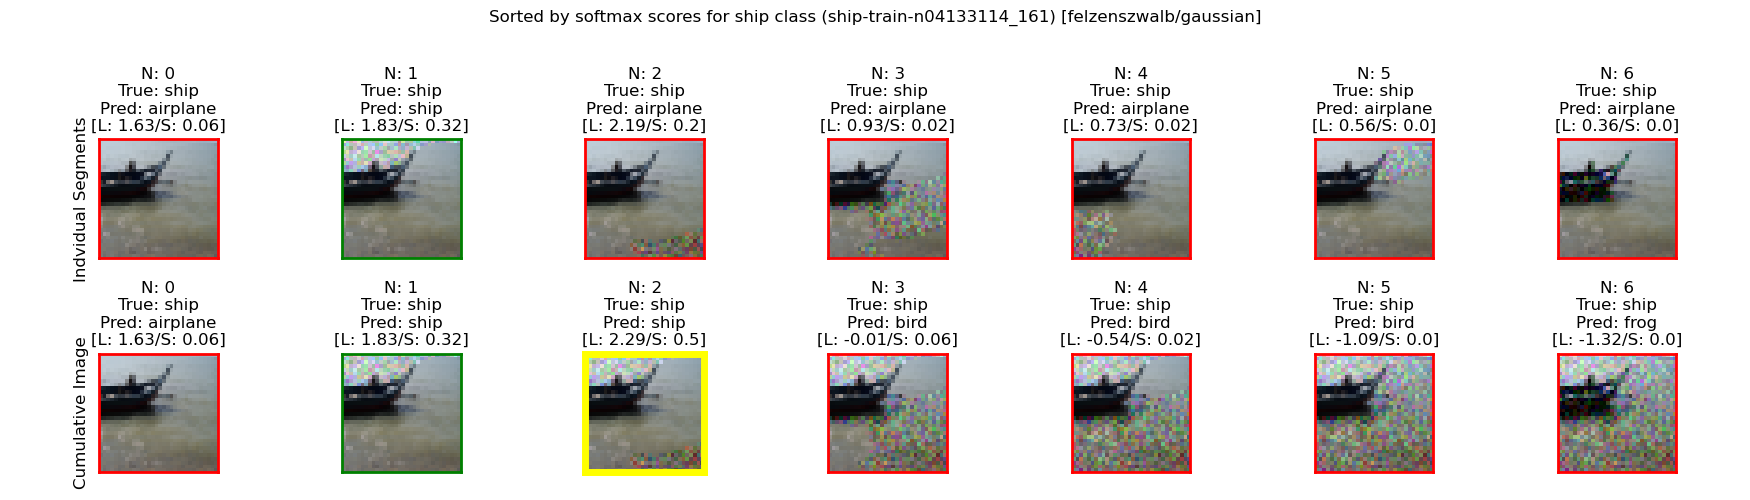 Sorted by softmax scores for ship class (ship-train-n04133114_161) [felzenszwalb/gaussian]
Indvidual Segments
N: 0
True: ship
Pred: airplane
[L: 1.63/S: 0.06]
N: 1
True: ship
Pred: ship
[L: 1.83/S: 0.32]
N: 2
True: ship
Pred: airplane
[L: 2.19/S: 0.2]
N: 3
True: ship
Pred: airplane
[L: 0.93/S: 0.02]
N: 4
True: ship
Pred: airplane
[L: 0.73/S: 0.02]
N: 5
True: ship
Pred: airplane
[L: 0.56/S: 0.0]
N: 6
True: ship
Pred: airplane
[L: 0.36/S: 0.0]
Cumulative Image
N: 0
True: ship
Pred: airplane
[L: 1.63/S: 0.06]
N: 1
True: ship
Pred: ship
[L: 1.83/S: 0.32]
N: 2
True: ship
Pred: ship
[L: 2.29/S: 0.5]
N: 3
True: ship
Pred: bird
[L: -0.01/S: 0.06]
N: 4
True: ship
Pred: bird
[L: -0.54/S: 0.02]
N: 5
True: ship
Pred: bird
[L: -1.09/S: 0.0]
N: 6
True: ship
Pred: frog
[L: -1.32/S: 0.0]